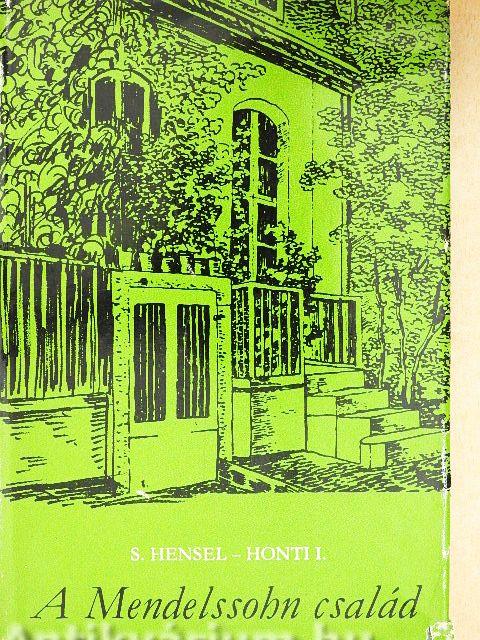 S. HENSEL – HONTI I.
A Mendelssohn család